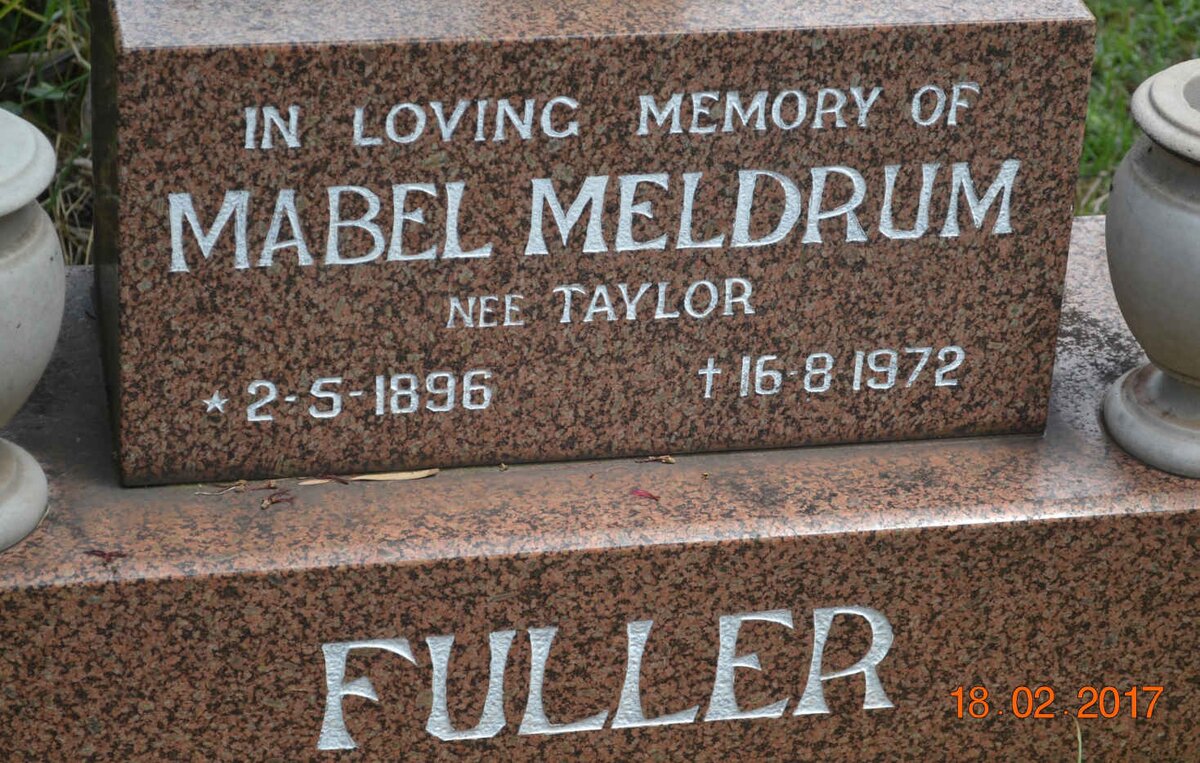 IN LOVING MEMORY OF
MABEL MELDRUM
NEE TAYLOR
★ 2-5-1896 † 16-8 1972
FULLER
18.02.2017